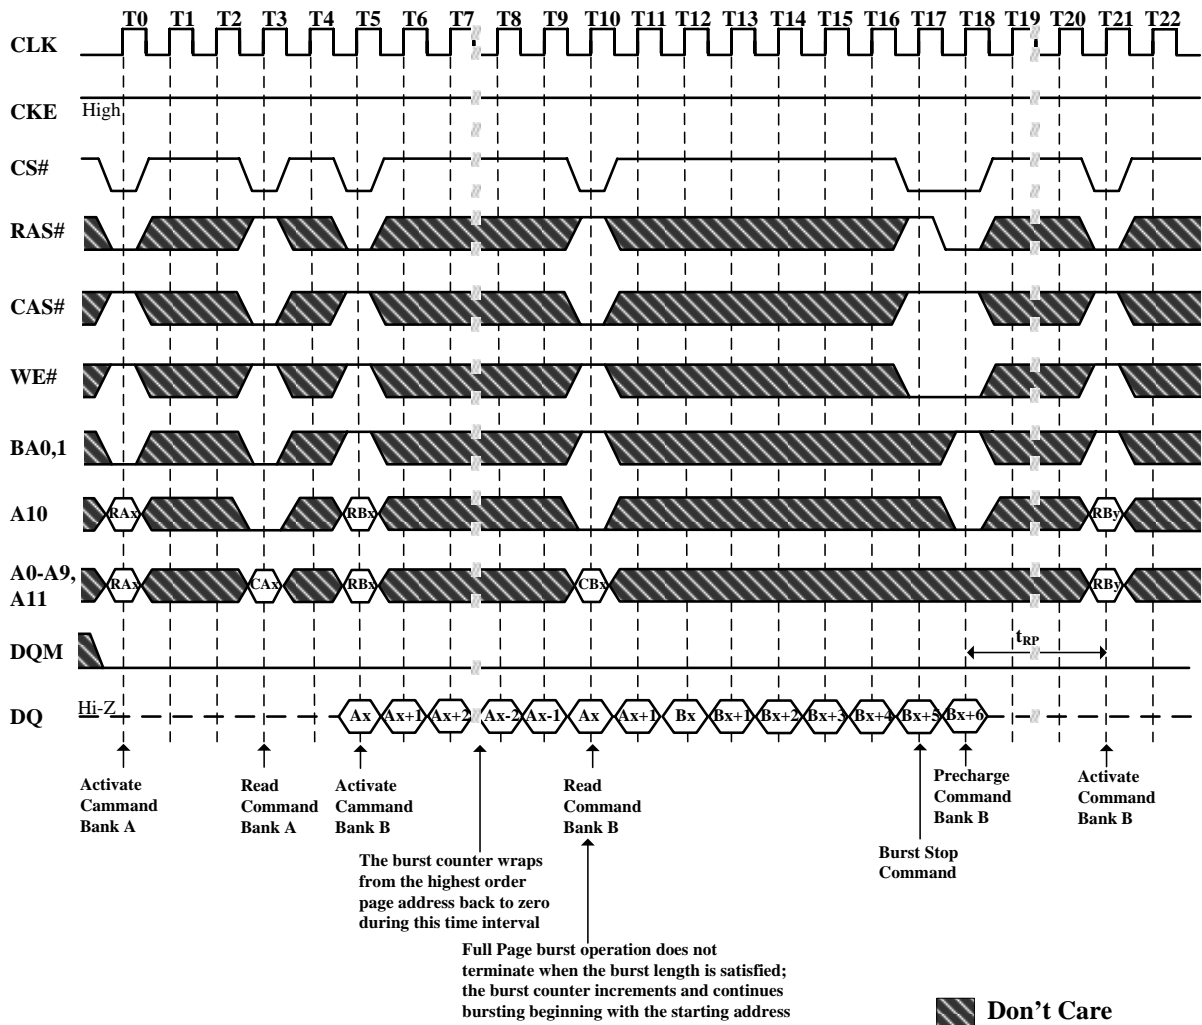 T0 T1 T2 T3 T4 T5 T6 T7 T8 T9 T10 T11 T12 T13 T14 T15 T16 T17 T18 T19 T20 T21 T22
CLK
CKE High
CS#
RAS#
CAS#
WE#
BA0,1
A10 RAx RBx RBy
A0-A9,
A11
RAx CAx RBx CBx RBy
DQM
tRP
DQ Hi-Z Ax Ax+1 Ax+2 Ax-2 Ax-1 Ax Ax+1 Bx Bx+1 Bx+2 Bx+3 Bx+4 Bx+5 Bx+6
Activate
Cammand
Bank A
Read
Command
Bank A
Activate
Cammand
Bank B
Read
Command
Bank B
Precharge
Command
Bank B
Activate
Command
Bank B
Burst Stop
Command
The burst counter wraps
from the highest order
page address back to zero
during this time interval
Full Page burst operation does not
terminate when the burst length is satisfied;
the burst counter increments and continues
bursting beginning with the starting address
Don't Care